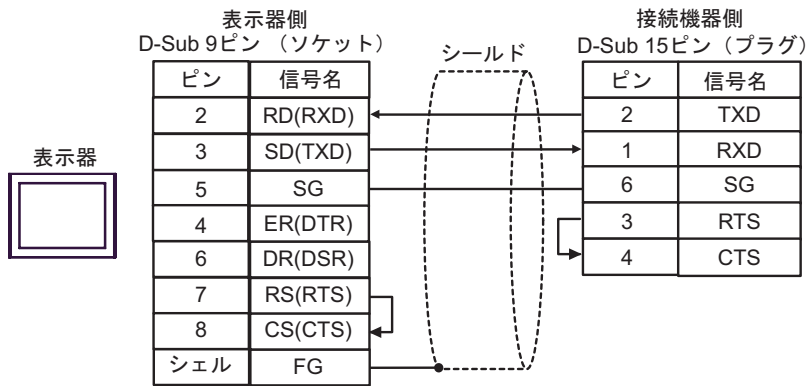 表示器側
D-Sub 9ピン （ソケット）
シールド
接続機器側
D-Sub 15ピン（プラグ）
表示器
ピン 信号名
2 RD(RXD)
3 SD(TXD)
5 SG
4 ER(DTR)
6 DR(DSR)
7 RS(RTS)
8 CS(CTS)
シェル FG
ピン 信号名
2 TXD
1 RXD
6 SG
3 RTS
4 CTS